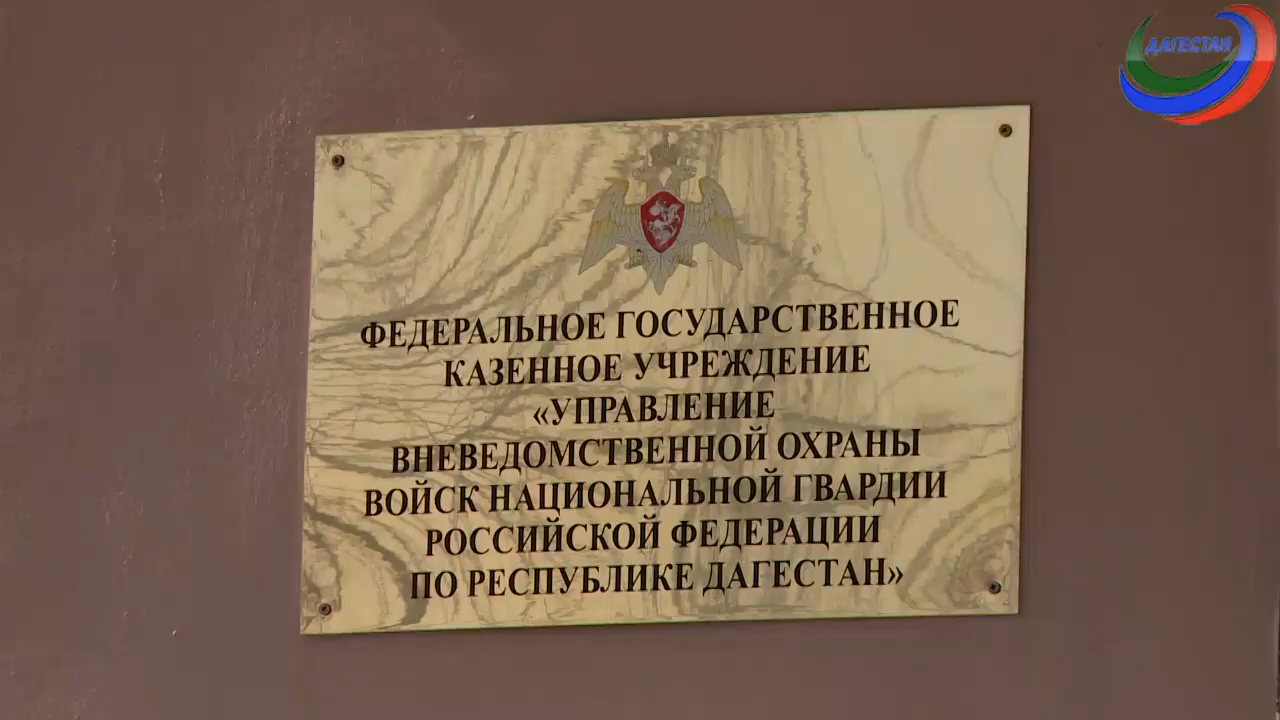 ДАГЕСТАН
ФЕДЕРАЛЬНОЕ ГОСУДАРСТВЕННОЕ
КАЗЕННОЕ УЧРЕЖДЕНИЕ
«УПРАВЛЕНИЕ
ВНЕВЕДОМСТВЕННОЙ ОХРАНЫ
ВОЙСК НАЦИОНАЛЬНОЙ ГВАРДИИ
РОССИЙСКОЙ ФЕДЕРАЦИИ
ПО РЕСПУБЛИКЕ ДАГЕСТАН»